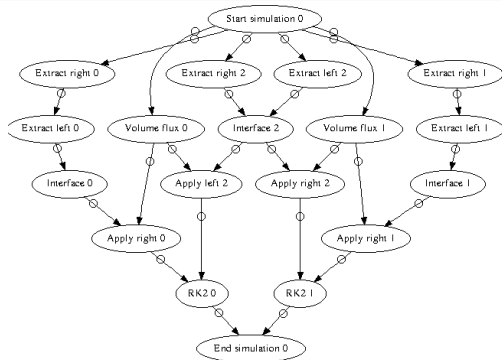 Start simulation 0
Extract right 0
Extract right 2
Extract left 2
Extract right 1
Extract left 0
Volume flux 0
Interface 2
Volume flux 1
Extract left 1
Interface 0
Apply left 2
Apply right 2
Interface 1
Apply right 0
Apply right 1
RK2 0
RK2 1
End simulation 0